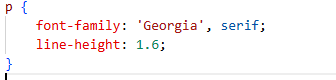 p {
    font-family: 'Georgia', serif;
    line-height: 1.6;
}